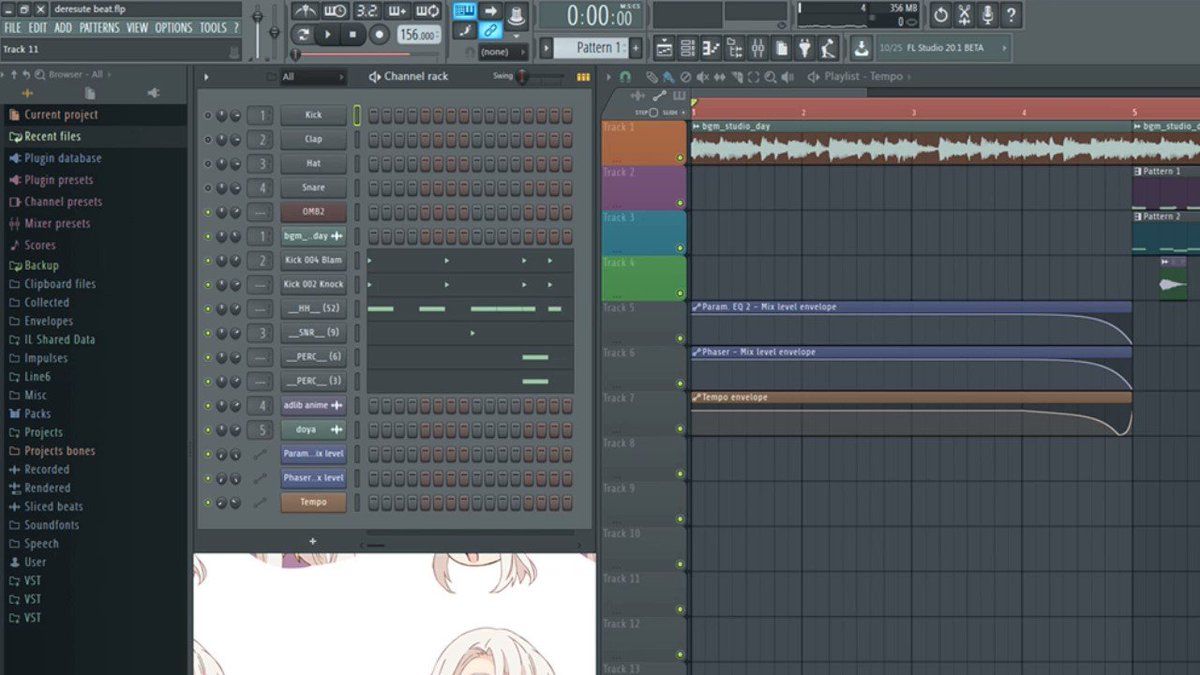 deresute beat.flp
FILE EDIT ADD PATTERNS VIEW OPTIONS TOOLS ?
Track 11
3.2
156.000
(none)
0:00:00
M:S:CS
Pattern 1
4
356 MB
0
10/25 FL Studio 20.1 BETA
Browser - All
Current project
Recent files
Plugin database
Plugin presets
Channel presets
Mixer presets
Scores
Backup
Clipboard files
Collected
Envelopes
IL Shared Data
Impulses
Line6
Misc
Packs
Projects
Projects bones
Recorded
Rendered
Sliced beats
Soundfonts
Speech
User
VST
VST
VST
All
Channel rack
Swing
1 Kick
2 Clap
3 Hat
4 Snare
--- OMB2
1 bgm_..day
2 Kick 004 Blam
--- Kick 002 Knock
--- __HH__ (52)
3 __SNR__ (9)
--- __PERC__ (6)
--- __PERC__ (3)
4 adlib anime
5 doya
Param...ix level
Phaser...x level
Tempo
+
Playlist - Tempo
STEP SLIDE
1 2 3 4 5
Track 1
bgm_studio_day
bgm_studio_d
Track 2
Pattern 1
Track 3
Pattern 2
Track 4
Track 5
Param. EQ 2 - Mix level envelope
Track 6
Phaser - Mix level envelope
Track 7
Tempo envelope
Track 8
Track 9
Track 10
Track 11
Track 12
Track 13